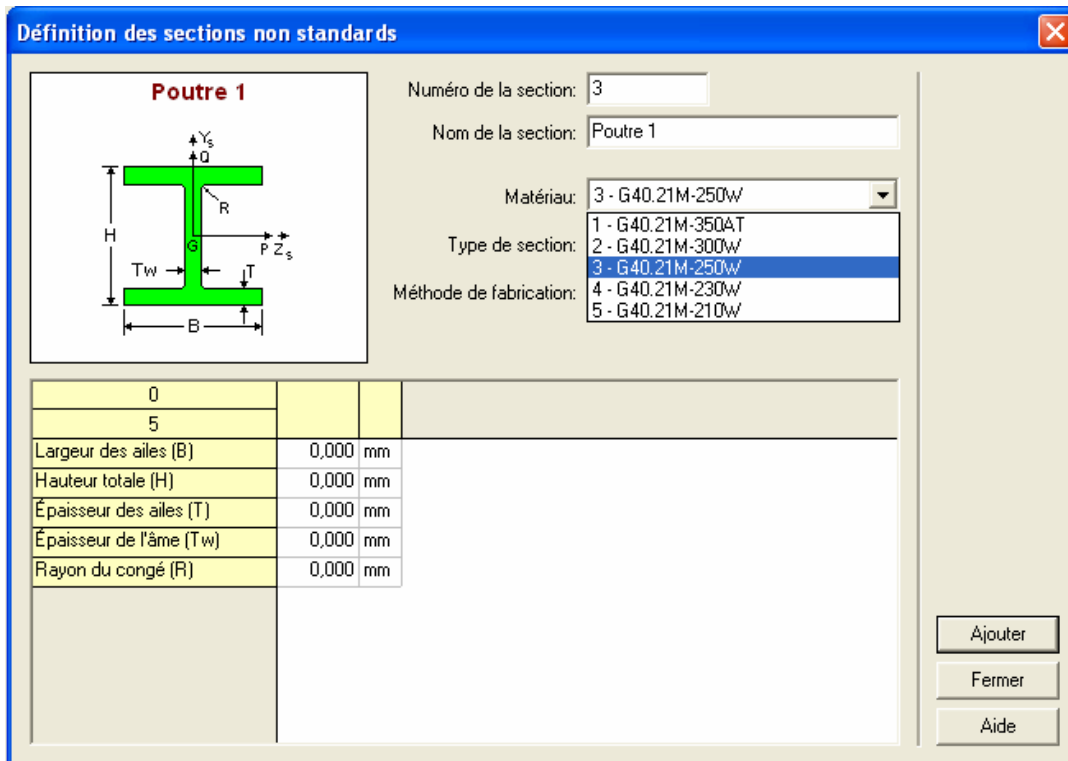 Définition des sections non standards
Poutre 1
Y_s
Q
R
H
G
P Z_s
Tw
T
B
Numéro de la section: 3
Nom de la section: Poutre 1
Matériau: 3 - G40.21M-250W
Type de section:
Méthode de fabrication:
1 - G40.21M-350AT
2 - G40.21M-300W
3 - G40.21M-250W
4 - G40.21M-230W
5 - G40.21M-210W
0
5
Largeur des ailes (B) 0,000 mm
Hauteur totale (H) 0,000 mm
Épaisseur des ailes (T) 0,000 mm
Épaisseur de l'âme (Tw) 0,000 mm
Rayon du congé (R) 0,000 mm
Ajouter
Fermer
Aide